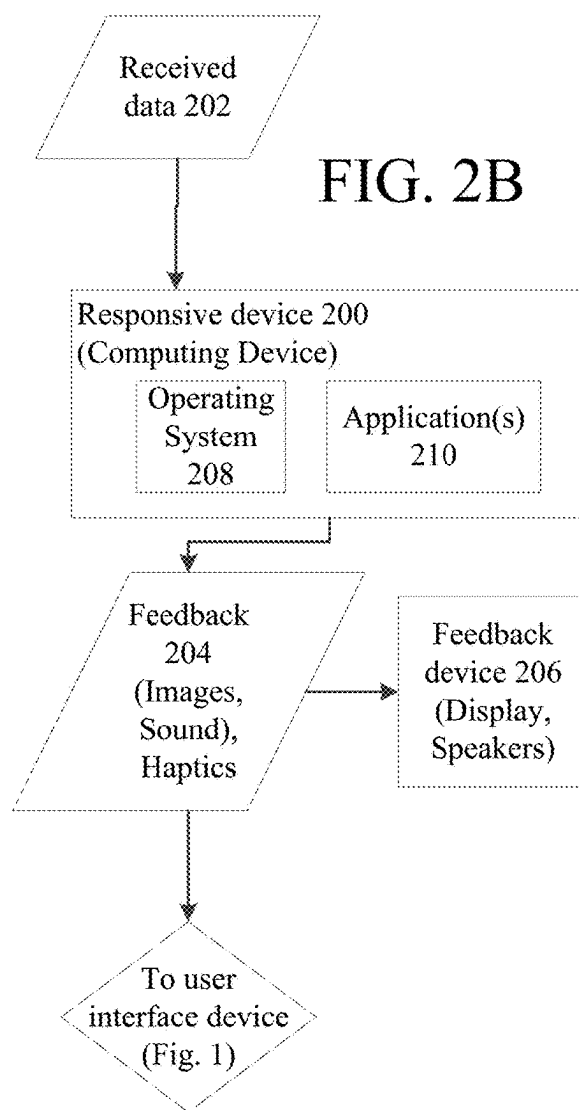 Received
data 202
FIG. 2B
Responsive device 200
(Computing Device)
Operating
System
208
Application(s)
210
Feedback
204
(Images,
Sound),
Haptics
Feedback
device 206
(Display,
Speakers)
To user
interface device
(Fig. 1)